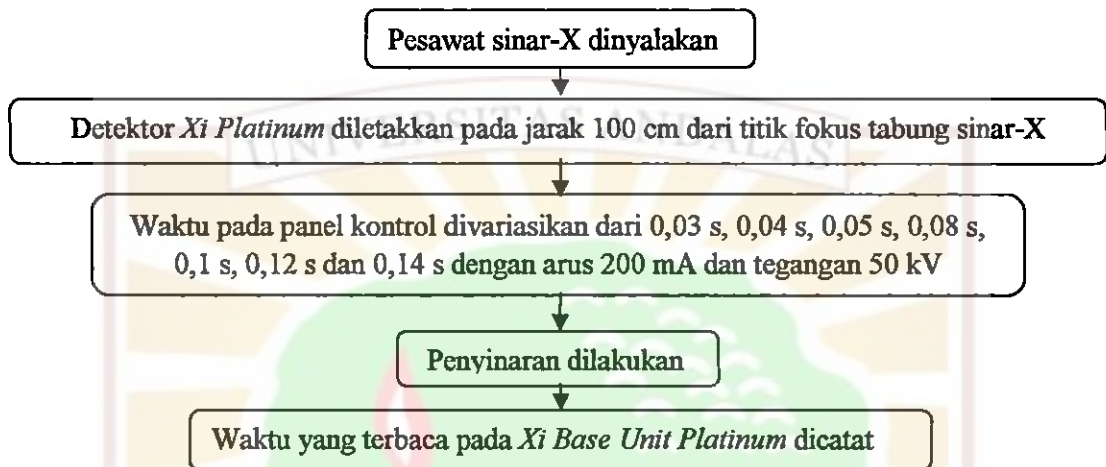 Pesawat sinar-X dinyalakan
Detektor Xi Platinum diletakkan pada jarak 100 cm dari titik fokus tabung sinar-X
UNIVERSITAS ANDALAS
Waktu pada panel kontrol divariasikan dari 0,03 s, 0,04 s, 0,05 s, 0,08 s,
0,1 s, 0,12 s dan 0,14 s dengan arus 200 mA dan tegangan 50 kV
Penyinaran dilakukan
Waktu yang terbaca pada Xi Base Unit Platinum dicatat